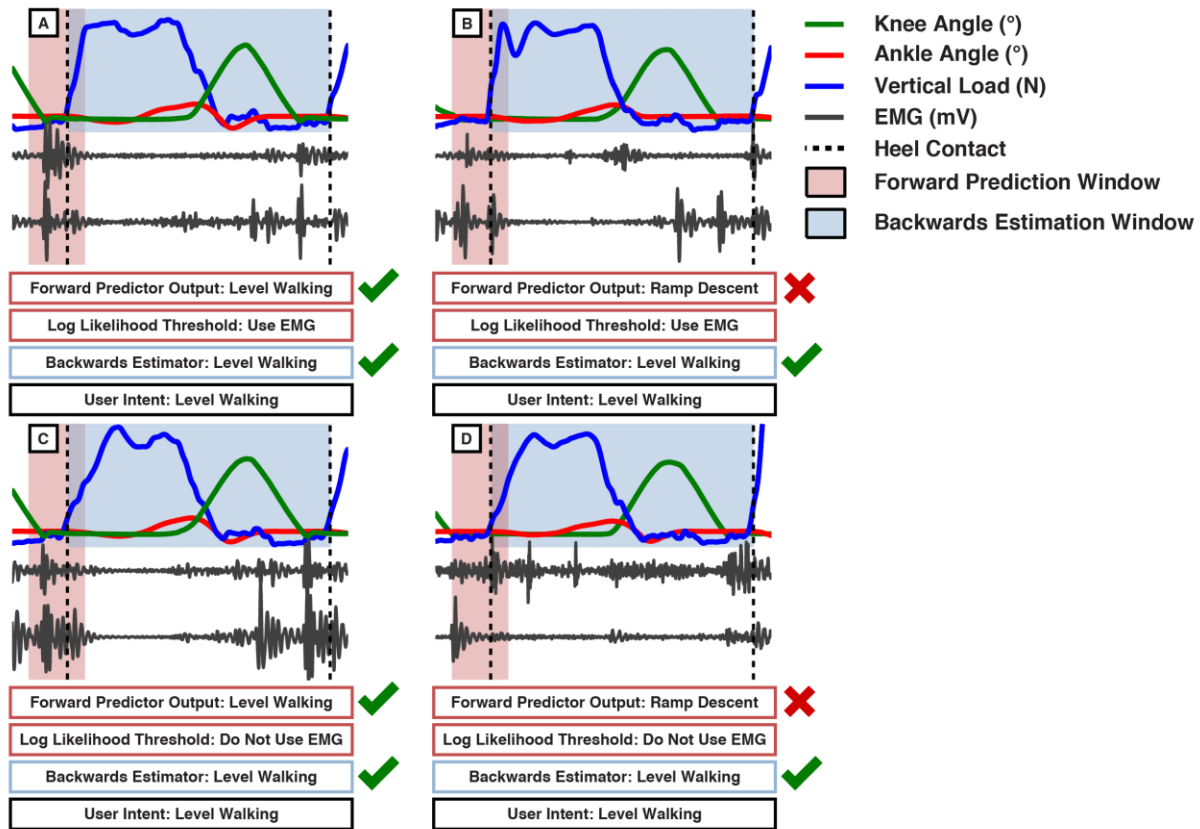 A
B
Knee Angle (°)
Ankle Angle (°)
Vertical Load (N)
EMG (mV)
Heel Contact
Forward Prediction Window
Backwards Estimation Window
Forward Predictor Output: Level Walking
Log Likelihood Threshold: Use EMG
Backwards Estimator: Level Walking
User Intent: Level Walking
Forward Predictor Output: Ramp Descent
Log Likelihood Threshold: Use EMG
Backwards Estimator: Level Walking
User Intent: Level Walking
C
D
Forward Predictor Output: Level Walking
Log Likelihood Threshold: Do Not Use EMG
Backwards Estimator: Level Walking
User Intent: Level Walking
Forward Predictor Output: Ramp Descent
Log Likelihood Threshold: Do Not Use EMG
Backwards Estimator: Level Walking
User Intent: Level Walking